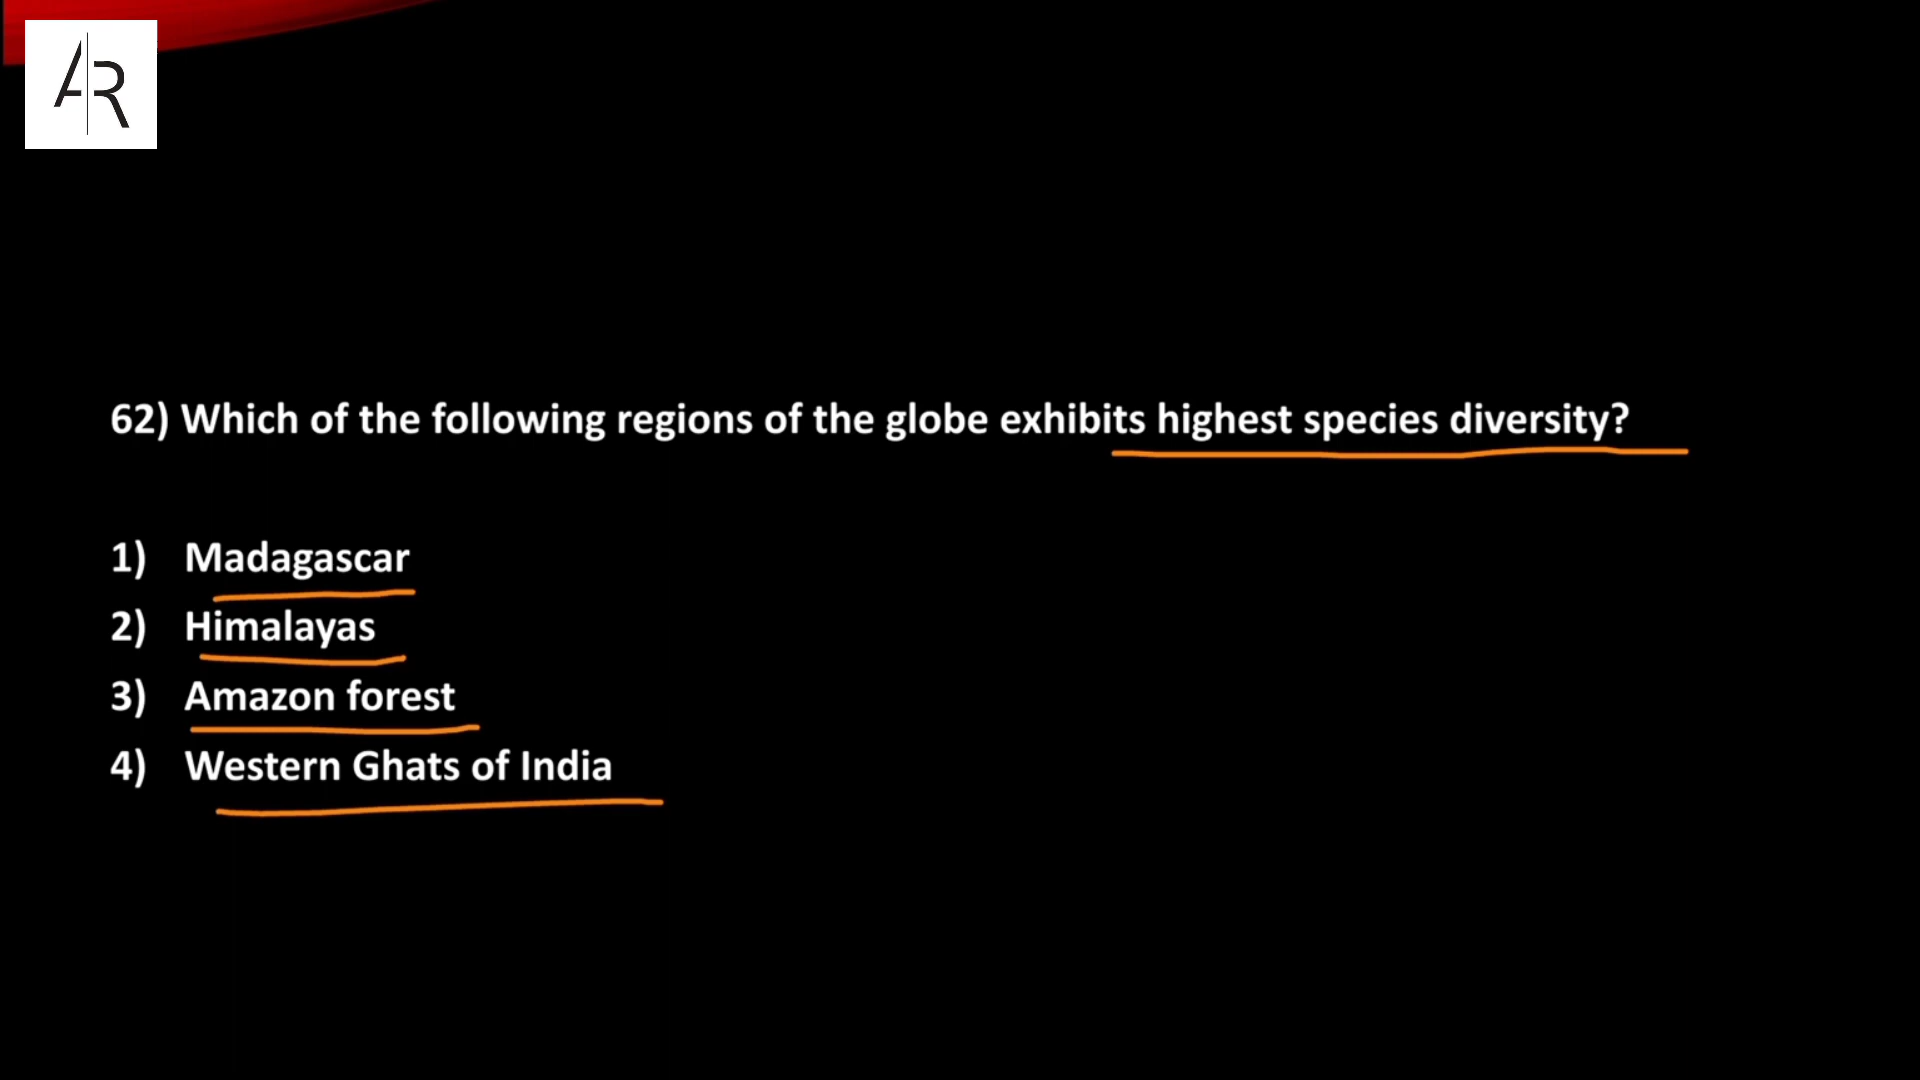 AR
62) Which of the following regions of the globe exhibits highest species diversity?
1) Madagascar
2) Himalayas
3) Amazon forest
4) Western Ghats of India